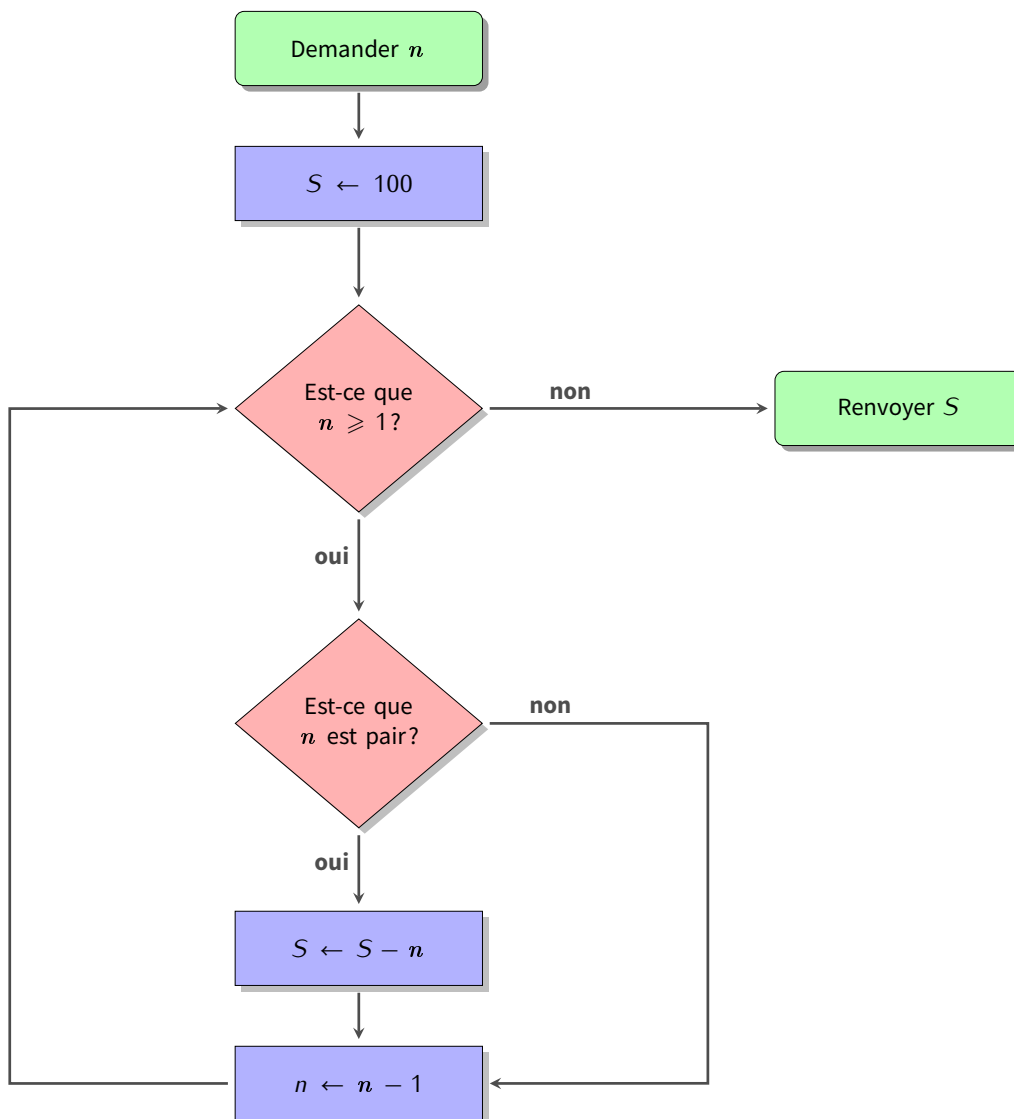 Demander n
S ← 100
Est-ce que
n ⩾ 1?
non
Renvoyer S
oui
Est-ce que
n est pair?
non
oui
S ← S − n
n ← n − 1